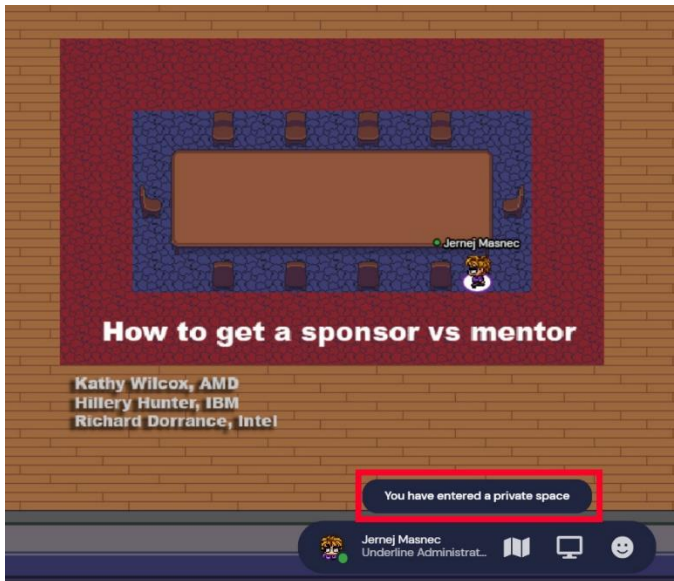 Jernej Masnec
How to get a sponsor vs mentor
Kathy Wilcox, AMD
Hillery Hunter, IBM
Richard Dorrance, Intel
You have entered a private space
Jernej Masnec
Underline Administrat...